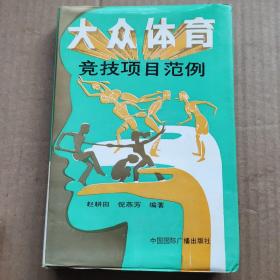 大众体育
竞技项目范例
赵耕田 倪燕芳 编著
中国国际广播出版社